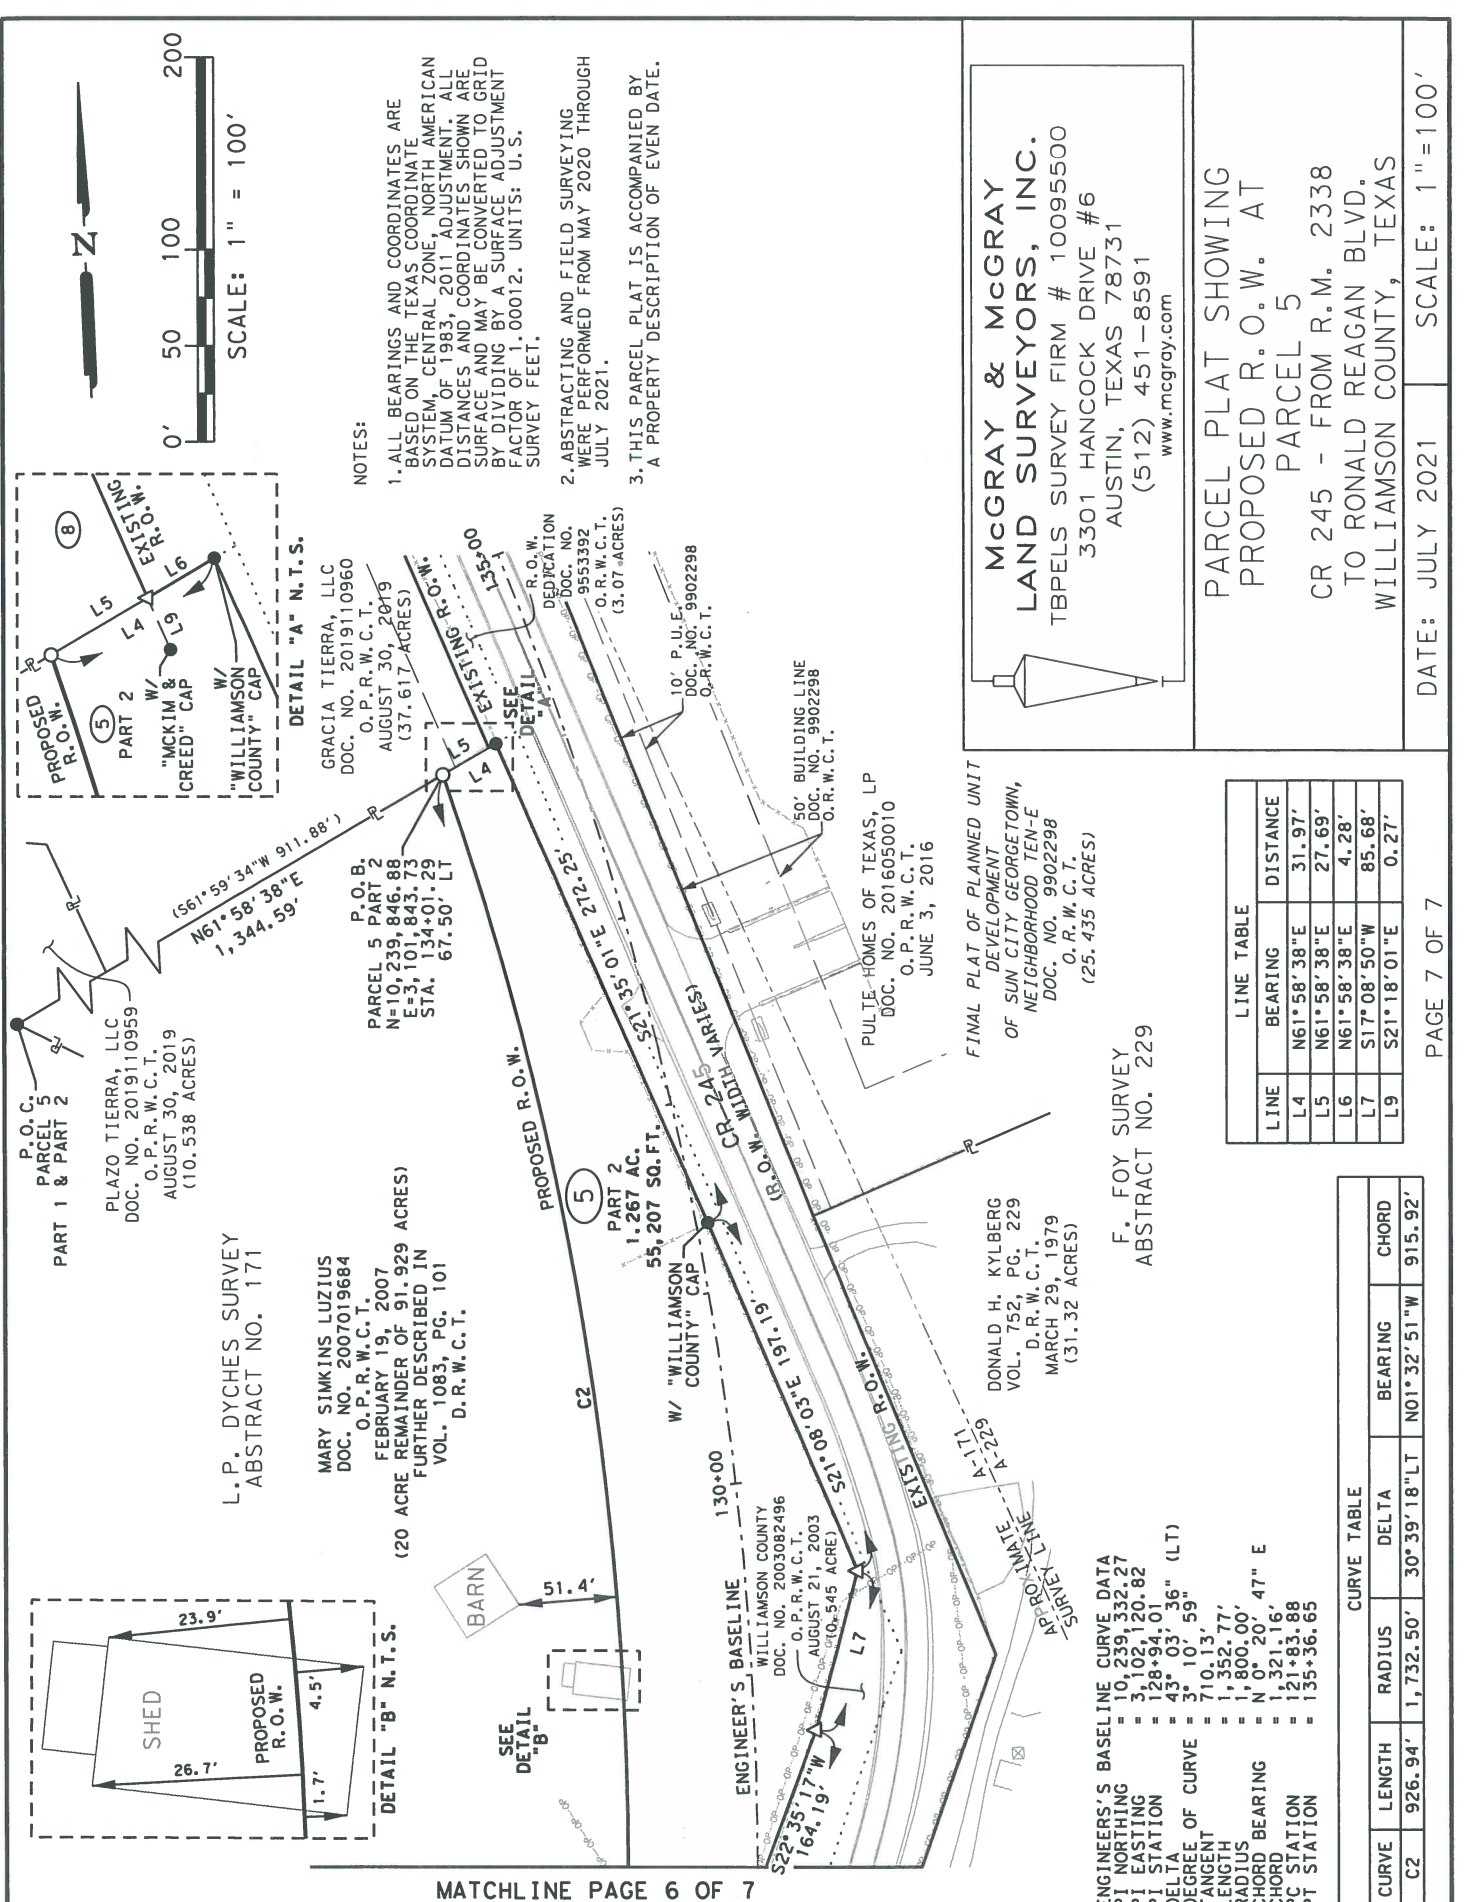 P.O.C.
PARCEL 5
PART 1 & PART 2
PLAZO TIERRA, LLC
DOC. NO. 2019110959
O.P.R.W.C.T.
AUGUST 30, 2019
(10.538 ACRES)
(S61°59'34"W 911.88')
N61°58'38"E
1,344.59'
PROPOSED
R.O.W.
5
PART 2
W/
"MCKIM &
CREED" CAP
W/
"WILLIAMSON
COUNTY" CAP
L4
L5
L6
L9
8
EXISTING
R.O.W.
DETAIL "A" N.T.S.
N
0'
50
100
200
SCALE: 1" = 100'
NOTES:
1. ALL BEARINGS AND COORDINATES ARE
BASED ON THE TEXAS COORDINATE
SYSTEM, CENTRAL ZONE, NORTH AMERICAN
DATUM OF 1983, 2011 ADJUSTMENT. ALL
DISTANCES AND COORDINATES SHOWN ARE
SURFACE AND MAY BE CONVERTED TO GRID
BY DIVIDING BY A SURFACE ADJUSTMENT
FACTOR OF 1.00012. UNITS: U.S.
SURVEY FEET.
2. ABSTRACTING AND FIELD SURVEYING
WERE PERFORMED FROM MAY 2020 THROUGH
JULY 2021.
3. THIS PARCEL PLAT IS ACCOMPANIED BY
A PROPERTY DESCRIPTION OF EVEN DATE.
GRACIA TIERRA, LLC
DOC. NO. 2019110960
O.P.R.W.C.T.
AUGUST 30, 2019
(37.617 ACRES)
L.P. DYCHES SURVEY
ABSTRACT NO. 171
MARY SIMKINS LUZIUS
DOC. NO. 2007019684
O.P.R.W.C.T.
FEBRUARY 19, 2007
(20 ACRE REMAINDER OF 91.929 ACRES)
FURTHER DESCRIBED IN
VOL. 1083, PG. 101
D.R.W.C.T.
P.O.B.
PARCEL 5 PART 2
N=10,239,846.88
E=3,101,843.73
STA. 134+01.29
67.50' LT
L4
L5
SEE
DETAIL
"A"
EXISTING R.O.W.
135+00
R.O.W.
DEDICATION
DOC. NO.
9553392
O.R.W.C.T.
(3.07 ACRES)
23.9'
SHED
26.7'
PROPOSED
R.O.W.
4.5'
1.7'
DETAIL "B" N.T.S.
BARN
51.4'
SEE
DETAIL
"B"
C2
PROPOSED R.O.W.
5
PART 2
1.267 AC.
55,207 SQ.FT.
S21°35'01"E 272.25'
W/ "WILLIAMSON
COUNTY" CAP
S21°08'03"E 197.19'
CR 245
(R.O.W. WIDTH VARIES)
10' P.U.E.
DOC. NO. 9902298
O.R.W.C.T.
50' BUILDING LINE
DOC. NO. 9902298
O.R.W.C.T.
ENGINEER'S BASELINE
130+00
WILLIAMSON COUNTY
DOC. NO. 2003082496
O.P.R.W.C.T.
AUGUST 21, 2003
(0.545 ACRE)
L7
S22°35'17"W
164.19'
EXISTING R.O.W.
PULTE HOMES OF TEXAS, LP
DOC. NO. 2016050010
O.P.R.W.C.T.
JUNE 3, 2016
FINAL PLAT OF PLANNED UNIT
DEVELOPMENT
OF SUN CITY GEORGETOWN,
NEIGHBORHOOD TEN-E
DOC. NO. 9902298
O.R.W.C.T.
(25.435 ACRES)
DONALD H. KYLBERG
VOL. 752, PG. 229
D.R.W.C.T.
MARCH 29, 1979
(31.32 ACRES)
A-171
A-229
APPROXIMATE
SURVEY LINE
F. FOY SURVEY
ABSTRACT NO. 229
MATCHLINE PAGE 6 OF 7
ENGINEERS'S BASELINE CURVE DATA
PI NORTHING = 10,239,332.27
PI EASTING = 3,102,120.82
PI STATION = 128+94.01
DELTA = 43° 03' 36" (LT)
DEGREE OF CURVE = 3° 10' 59"
TANGENT = 710.13'
LENGTH = 1,352.77'
RADIUS = 1,800.00'
CHORD BEARING = N 0° 20' 47" E
CHORD = 1,321.16'
PC STATION = 121+83.88
PT STATION = 135+36.65
CURVE TABLE
CURVE LENGTH RADIUS DELTA BEARING CHORD
C2 926.94' 1,732.50' 30°39'18"LT N01°32'51"W 915.92'
LINE TABLE
LINE BEARING DISTANCE
L4 N61°58'38"E 31.97'
L5 N61°58'38"E 27.69'
L6 N61°58'38"E 4.28'
L7 S17°08'50"W 85.68'
L9 S21°18'01"E 0.27'
McGRAY & McGRAY
LAND SURVEYORS, INC.
TBPELS SURVEY FIRM # 10095500
3301 HANCOCK DRIVE #6
AUSTIN, TEXAS 78731
(512) 451-8591
www.mcgray.com
PARCEL PLAT SHOWING
PROPOSED R.O.W. AT
PARCEL 5
CR 245 - FROM R.M. 2338
TO RONALD REAGAN BLVD.
WILLIAMSON COUNTY, TEXAS
DATE: JULY 2021
SCALE: 1"=100'
PAGE 7 OF 7